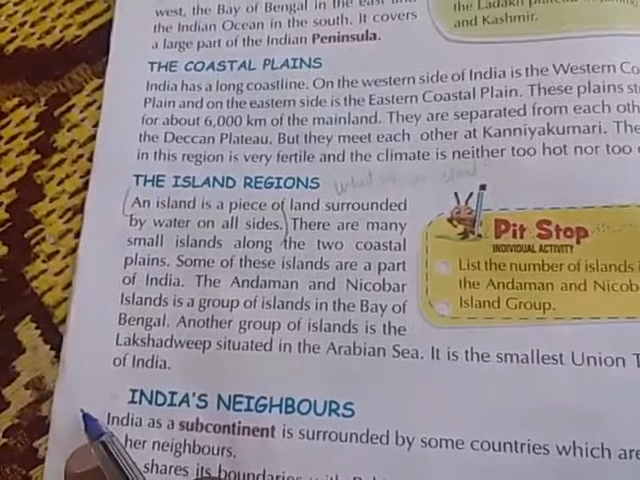 west, the Bay of Bengal in the east
the Indian Ocean in the south. It covers
a large part of the Indian Peninsula.
the Ladakh
and Kashmir.
THE COASTAL PLAINS
India has a long coastline. On the western side of India is the Western Co
Plain and on the eastern side is the Eastern Coastal Plain. These plains st
for about 6,000 km of the mainland. They are separated from each oth
the Deccan Plateau. But they meet each other at Kanniyakumari. The
in this region is very fertile and the climate is neither too hot nor too
THE ISLAND REGIONS
An island is a piece of land surrounded
by water on all sides. There are many
small islands along the two coastal
plains. Some of these islands are a part
of India. The Andaman and Nicobar
Islands is a group of islands in the Bay of
Bengal. Another group of islands is the
Lakshadweep situated in the Arabian Sea. It is the smallest Union T
of India.
Pit Stop
INDIVIDUAL ACTIVITY
List the number of islands i
the Andaman and Nicob
Island Group.
INDIA'S NEIGHBOURS
India as a subcontinent is surrounded by some countries which are
her neighbours.
shares its boundaries with